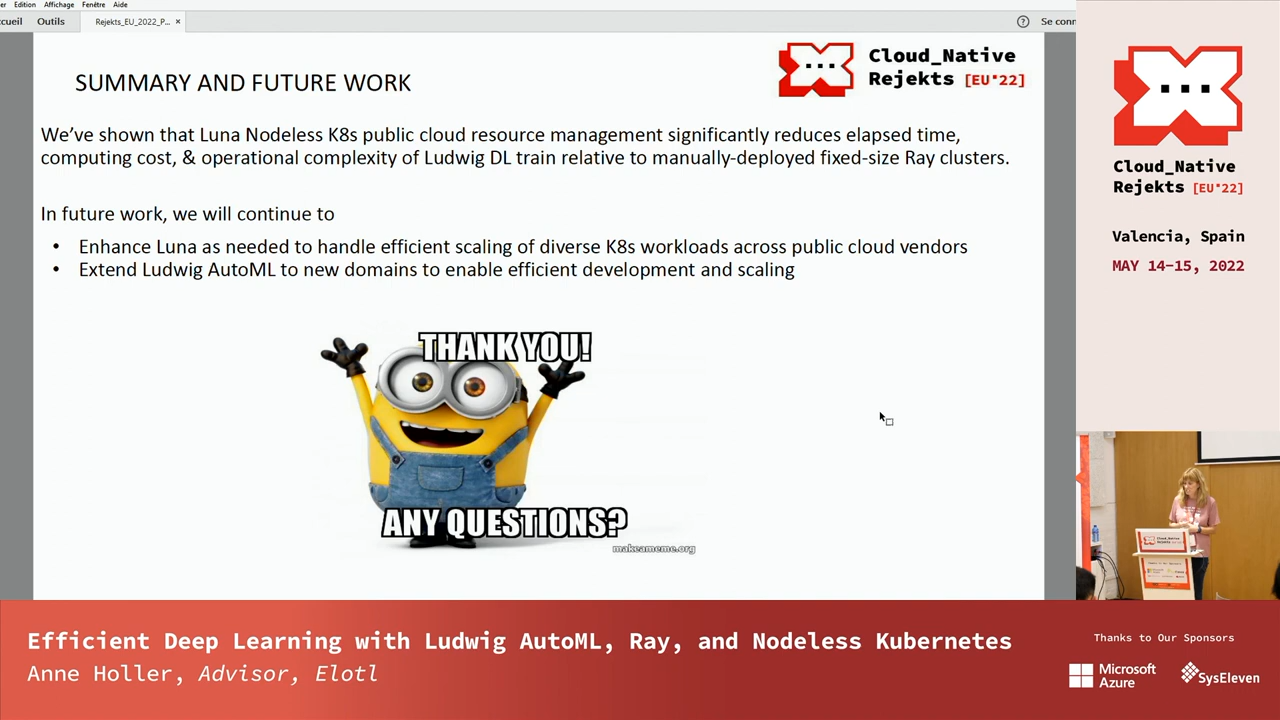 er Edition Affichage Fenêtre Aide
cueil Outils Rejekts_EU_2022_P... × ? Se conn
SUMMARY AND FUTURE WORK
Cloud_Native
Rejekts [EU*22]
We've shown that Luna Nodeless K8s public cloud resource management significantly reduces elapsed time,
computing cost, & operational complexity of Ludwig DL train relative to manually-deployed fixed-size Ray clusters.
In future work, we will continue to
• Enhance Luna as needed to handle efficient scaling of diverse K8s workloads across public cloud vendors
• Extend Ludwig AutoML to new domains to enable efficient development and scaling
THANK YOU!
ANY QUESTIONS?
makeameme.org
Cloud_Native
Rejekts [EU*22]
Valencia, Spain
MAY 14-15, 2022
Cloud_Native
Efficient Deep Learning with Ludwig AutoML, Ray, and Nodeless Kubernetes
Anne Holler, Advisor, Elotl
Thanks to Our Sponsors
Microsoft
Azure
SysEleven